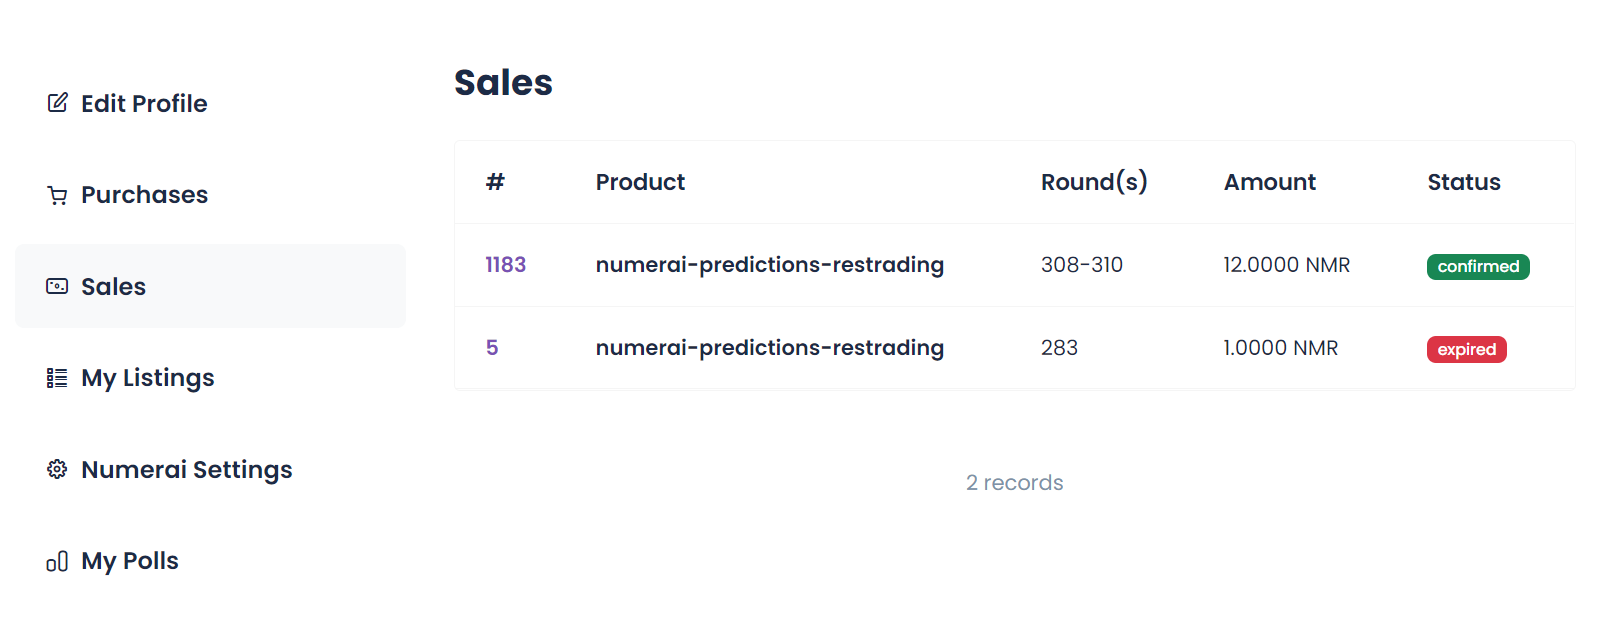 Edit Profile
Purchases
Sales
My Listings
Numerai Settings
My Polls
Sales
# Product Round(s) Amount Status
1183 numerai-predictions-restrading 308-310 12.0000 NMR confirmed
5 numerai-predictions-restrading 283 1.0000 NMR expired
2 records